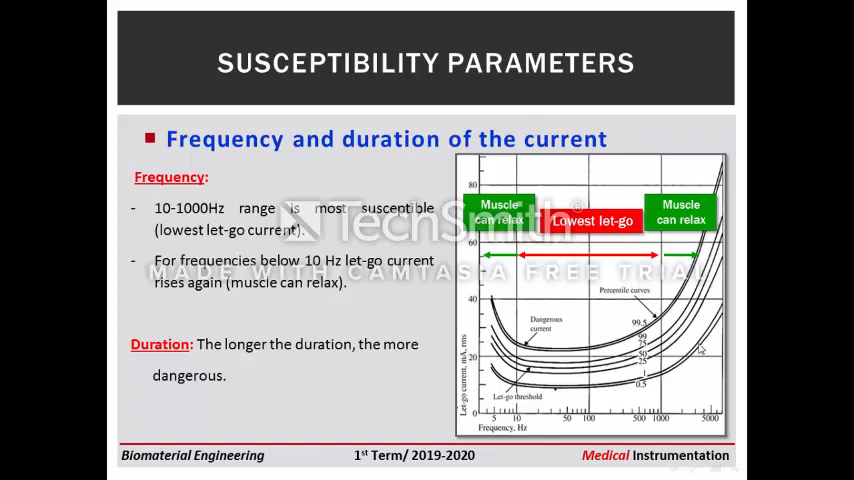 SUSCEPTIBILITY PARAMETERS
Frequency and duration of the current
Frequency:
- 10-1000Hz range is most susceptible
(lowest let-go current).
- For frequencies below 10 Hz let-go current
rises again (muscle can relax).
Duration: The longer the duration, the more
dangerous.
Muscle
can relax
Lowest let-go
Muscle
can relax
80
60
40
20
0
Let-go current, mA, rms
Percentile curves
Dangerous
current
Let-go threshold
99.5
99
75
50
25
1
0.5
5 10 50 100 500 1000 5000
Frequency, Hz
TechSmith®
MADE WITH CAMTASIA FREE TRIAL
Biomaterial Engineering
1st Term/ 2019-2020
Medical Instrumentation